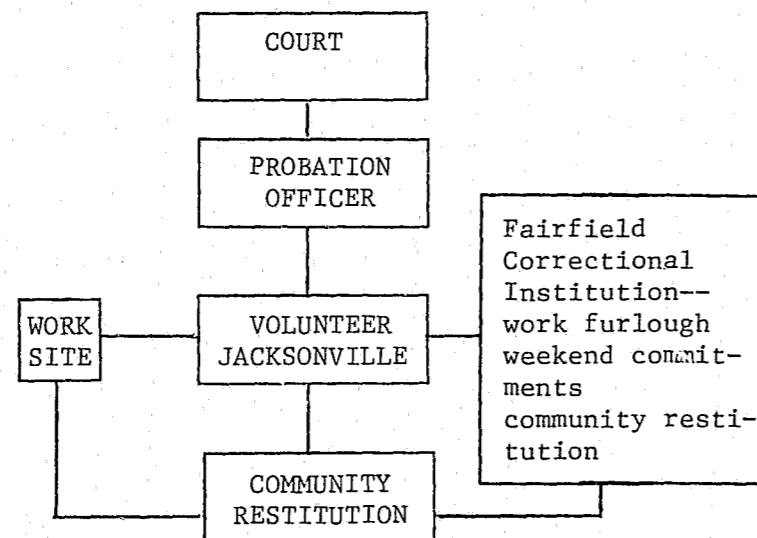 COURT
PROBATION
OFFICER
Fairfield
Correctional
Institution--
work furlough
weekend commit-
ments
community resti-
tution
WORK
SITE
VOLUNTEER
JACKSONVILLE
COMMUNITY
RESTITUTION